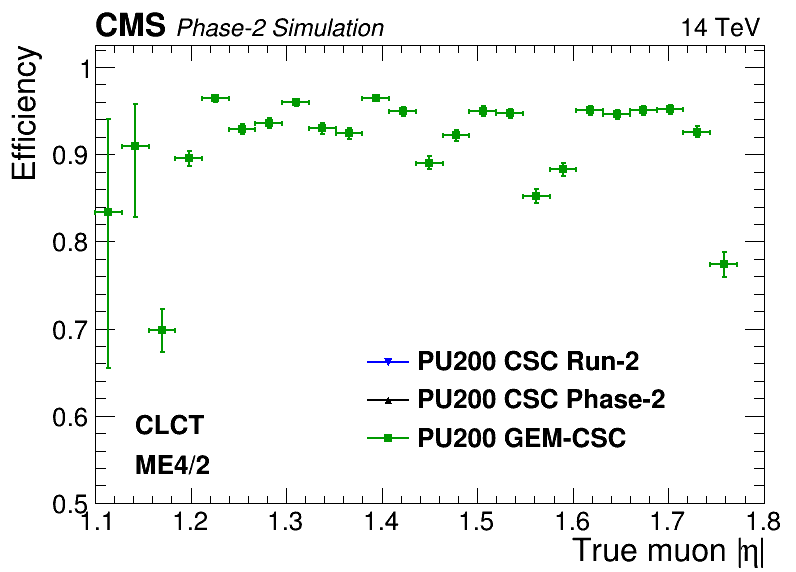 CMS Phase-2 Simulation 14 TeV
Efficiency
1
0.9
0.8
0.7
0.6
0.5
PU200 CSC Run-2
PU200 CSC Phase-2
PU200 GEM-CSC
CLCT
ME4/2
1.1 1.2 1.3 1.4 1.5 1.6 1.7 1.8
True muon |η|